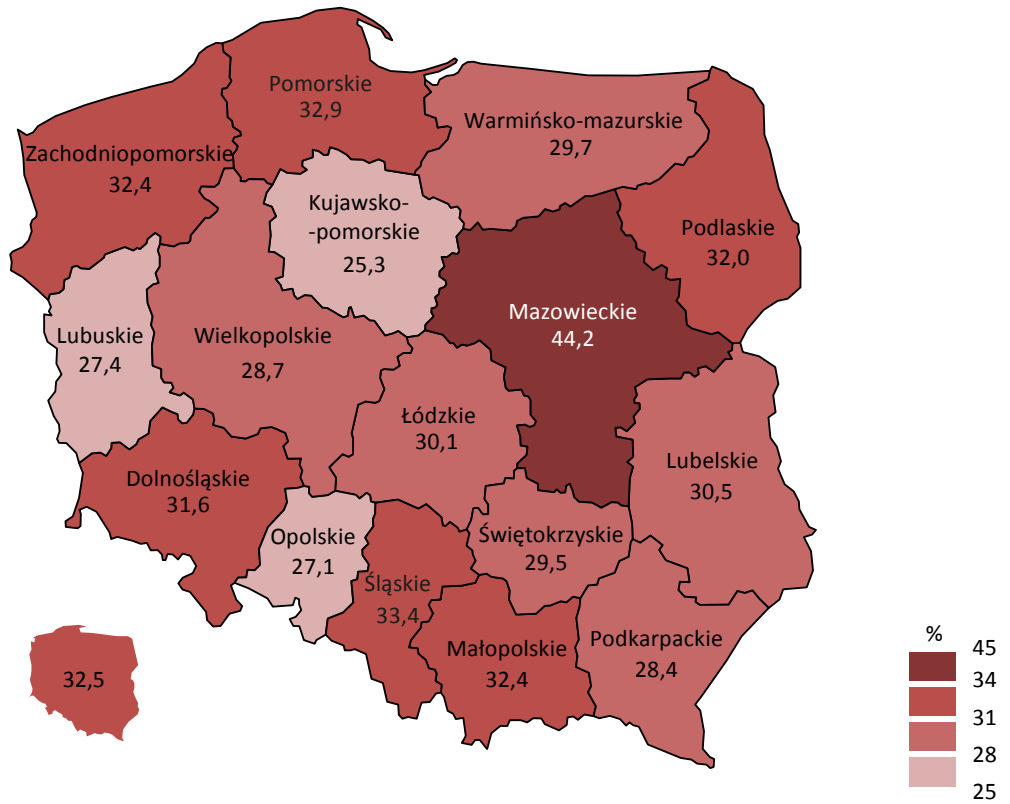 Pomorskie
32,9
Warmińsko-mazurskie
29,7
Zachodniopomorskie
32,4
Kujawsko-
-pomorskie
25,3
Podlaskie
32,0
Mazowieckie
44,2
Lubuskie
27,4
Wielkopolskie
28,7
Łódzkie
30,1
Lubelskie
30,5
Dolnośląskie
31,6
Opolskie
27,1
Świętokrzyskie
29,5
Śląskie
33,4
Małopolskie
32,4
Podkarpackie
28,4
32,5
%
45
34
31
28
25